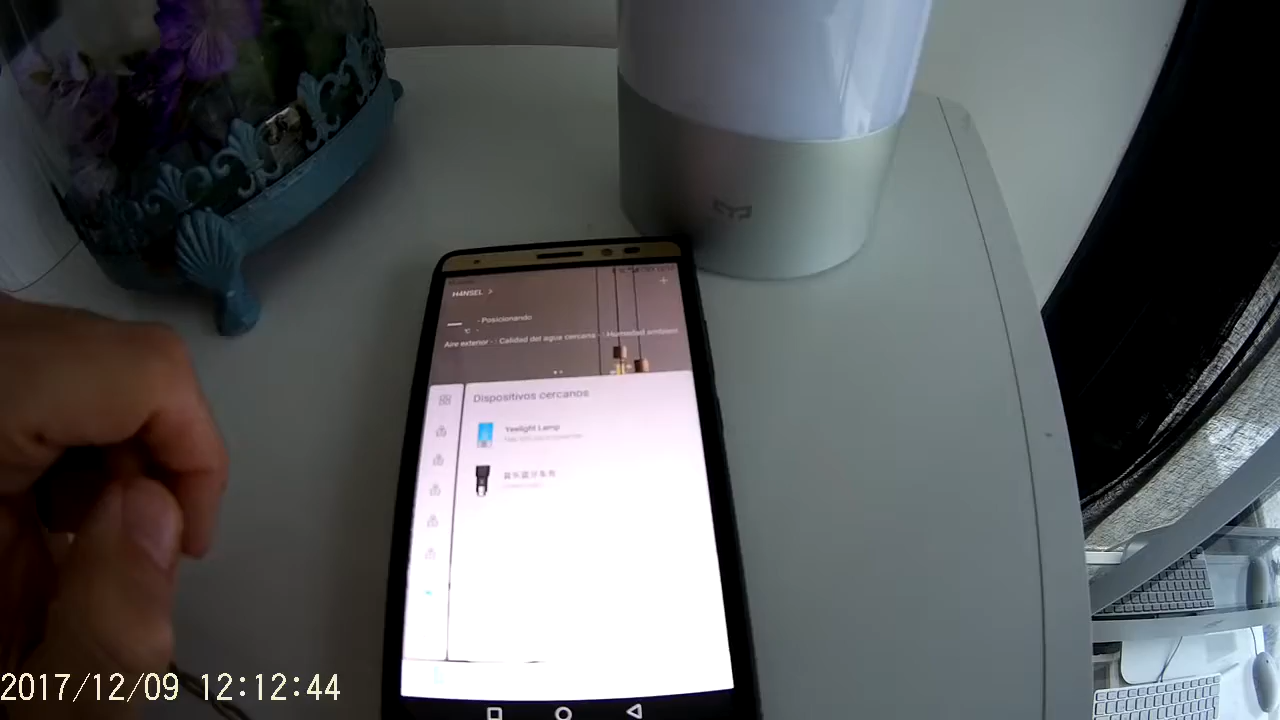 H4NSEL >
- Posicionando
°C -
Aire exterior - · Calidad del agua cercana - · Humedad ambien
Dispositivos cercanos
Yeelight Lamp
2017/12/09 12:12:44